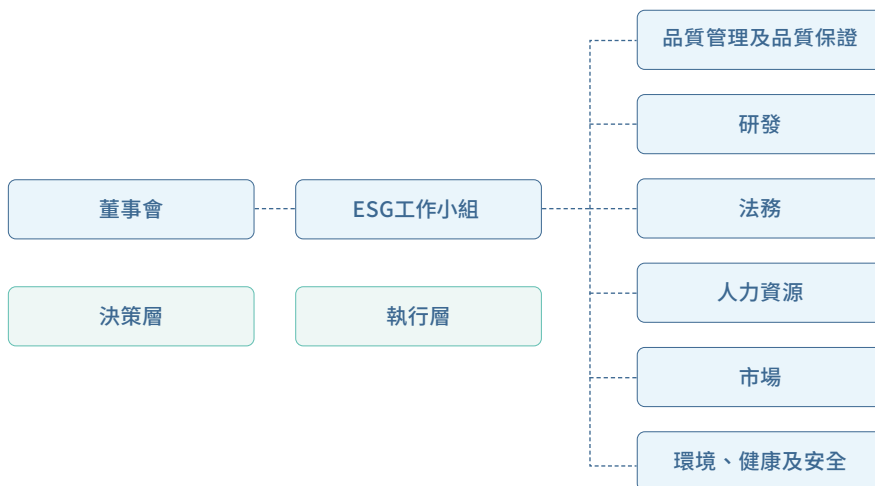 董事會
ESG工作小組
決策層
執行層
品質管理及品質保證
研發
法務
人力資源
市場
環境、健康及安全